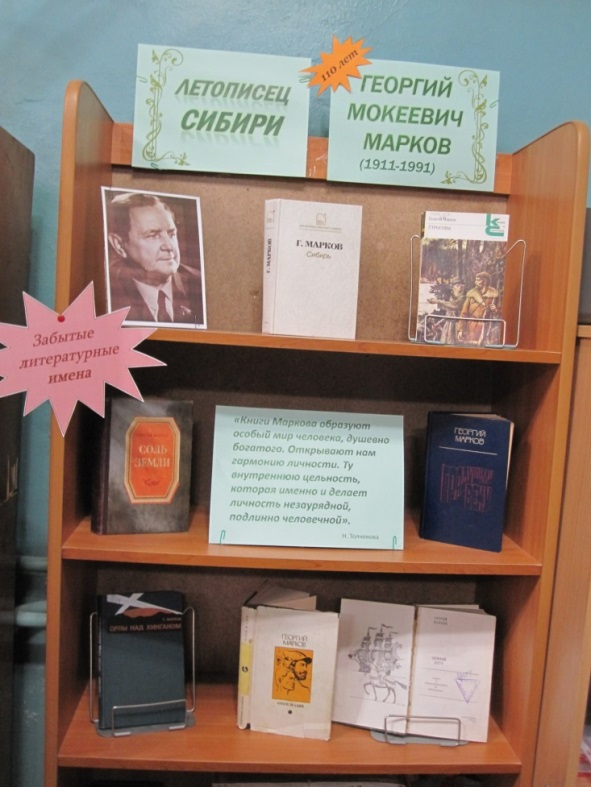 ЛЕТОПИСЕЦ
СИБИРИ
110 лет
ГЕОРГИЙ
МОКЕЕВИЧ
МАРКОВ
(1911-1991)
Г. МАРКОВ
Сибирь
Забытые
литературные
имена
СОЛЬ
ЗЕМЛИ
«Книги Маркова образуют
особый мир человека, душевно
богатого. Открывают нам
гармонию личности. Ту
внутреннюю цельность,
которая именно и делает
личность незаурядной,
подлинно человечной».
ГЕОРГИЙ
МАРКОВ
ОРЛЫ НАД ХИНГАНОМ
ГЕОРГИЙ
МАРКОВ